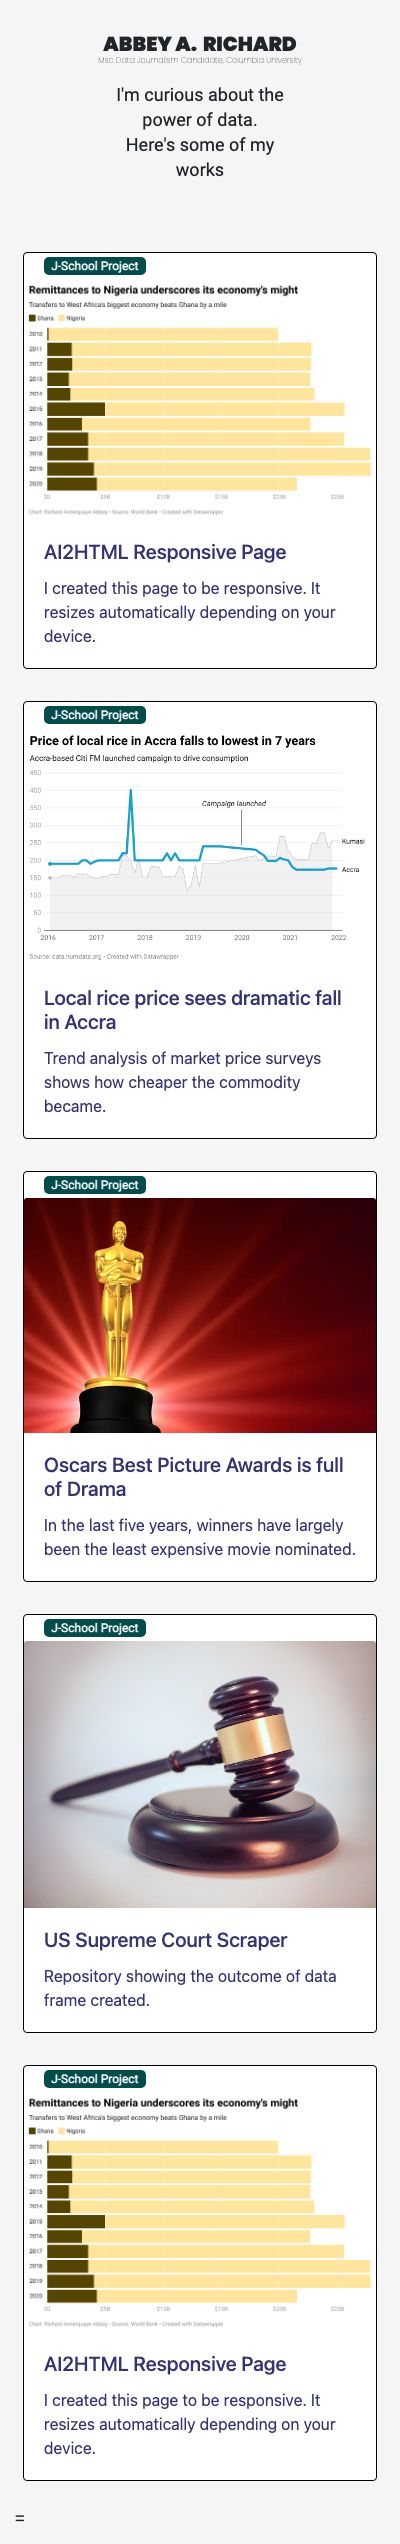 ABBEY A. RICHARD
Msc Data Journalism Candidate, Columbia University
I'm curious about the
power of data.
Here's some of my
works
J-School Project
Remittances to Nigeria underscores its economy's might
Transfers to West Africa's biggest economy beats Ghana by a mile
Ghana Nigeria
2010
2011
2012
2013
2014
2015
2016
2017
2018
2019
2020
$0 $5B $10B $15B $20B $25B
Chart: Richard Annerquaye Abbey • Source: World Bank • Created with Datawrapper
AI2HTML Responsive Page
I created this page to be responsive. It
resizes automatically depending on your
device.
J-School Project
Price of local rice in Accra falls to lowest in 7 years
Accra-based Citi FM launched campaign to drive consumption
450
400
Campaign launched
350
300
250
Kumasi
200
Accra
150
100
50
0
2016 2017 2018 2019 2020 2021 2022
Source: data.humdata.org • Created with Datawrapper
Local rice price sees dramatic fall
in Accra
Trend analysis of market price surveys
shows how cheaper the commodity
became.
J-School Project
Oscars Best Picture Awards is full
of Drama
In the last five years, winners have largely
been the least expensive movie nominated.
J-School Project
US Supreme Court Scraper
Repository showing the outcome of data
frame created.
J-School Project
Remittances to Nigeria underscores its economy's might
Transfers to West Africa's biggest economy beats Ghana by a mile
Ghana Nigeria
2010
2011
2012
2013
2014
2015
2016
2017
2018
2019
2020
$0 $5B $10B $15B $20B $25B
Chart: Richard Annerquaye Abbey • Source: World Bank • Created with Datawrapper
AI2HTML Responsive Page
I created this page to be responsive. It
resizes automatically depending on your
device.
=